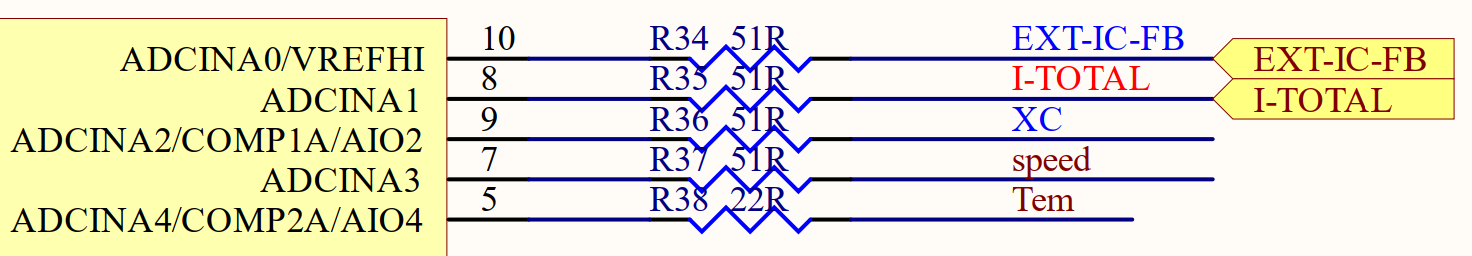 ADCINA0/VREFHI 10 R34 51R EXT-IC-FB EXT-IC-FB
ADCINA1 8 R35 51R I-TOTAL I-TOTAL
ADCINA2/COMP1A/AIO2 9 R36 51R XC
ADCINA3 7 R37 51R speed
ADCINA4/COMP2A/AIO4 5 R38 22R Tem